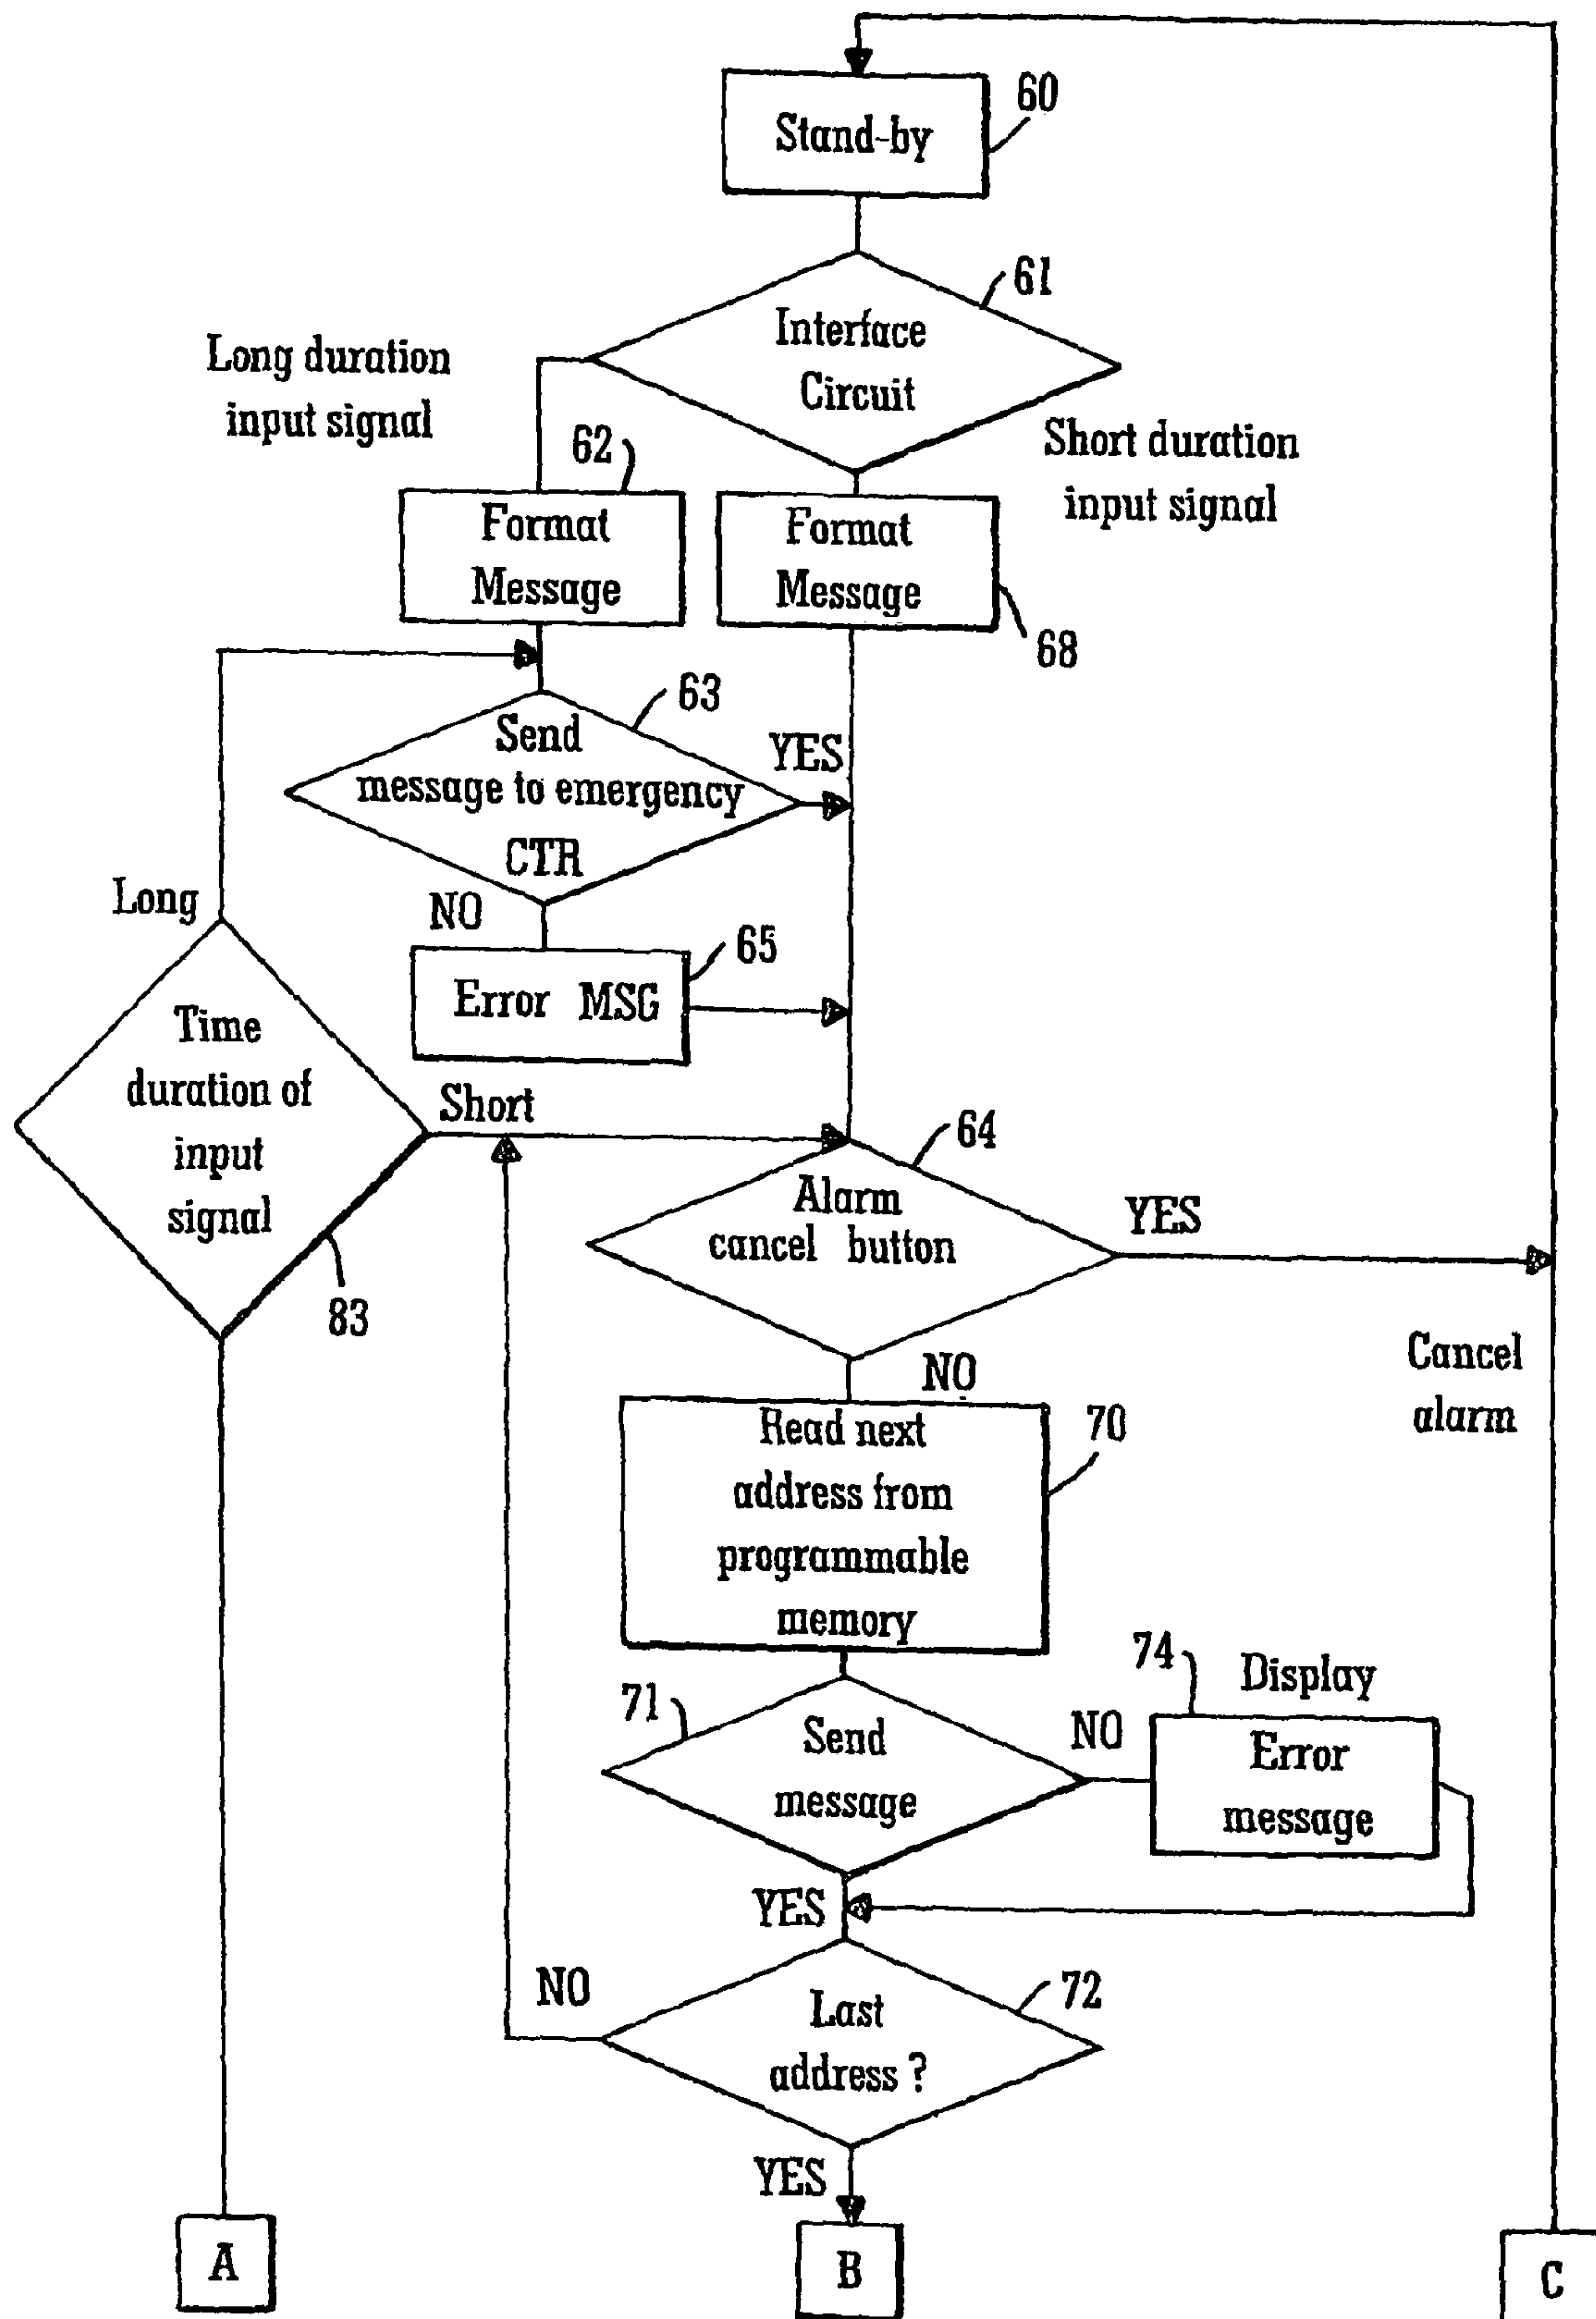 60
Stand-by
61
Interface
Circuit
Long duration
input signal
Short duration
input signal
62
Format
Message
Format
Message
68
63
Send
message to emergency
CTR
YES
NO
65
Error MSG
Long
Time
duration of
input
signal
83
Short
64
Alarm
cancel button
YES
NO
Cancel
alarm
Read next
address from
programmable
memory
70
71
Send
message
NO
74
Display
Error
message
YES
NO
72
Last
address ?
YES
A
B
C